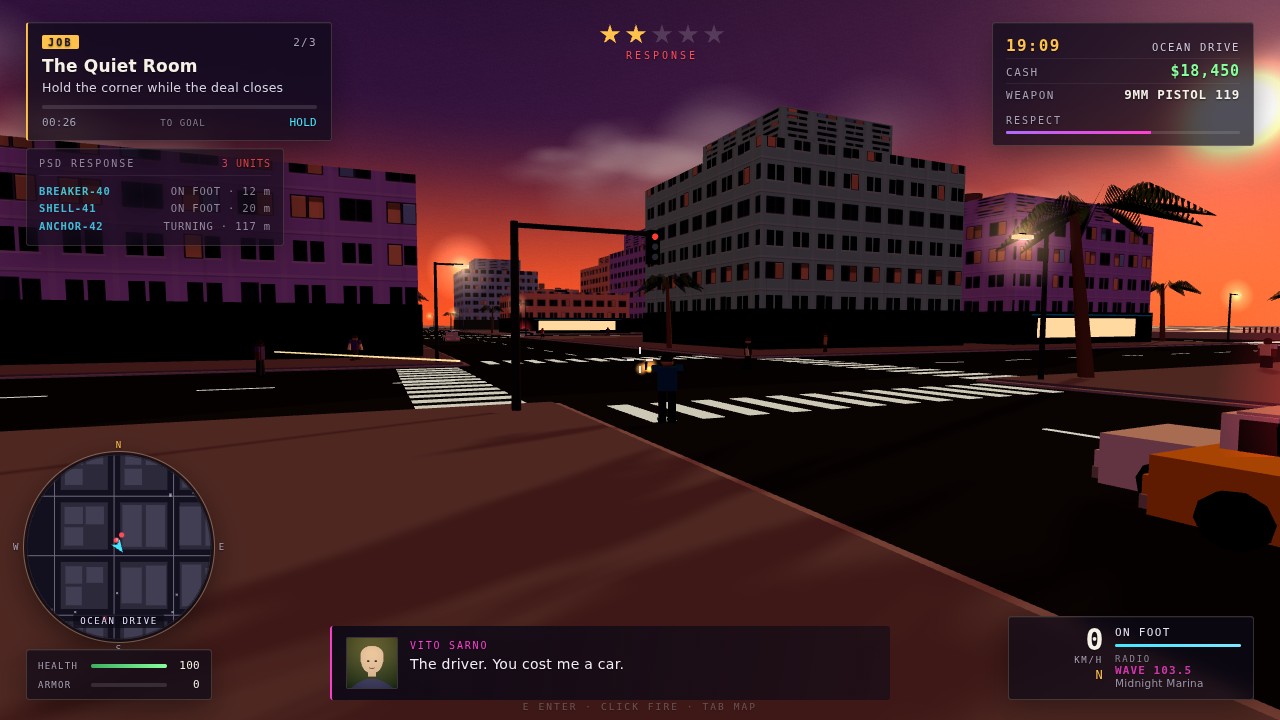 JOB 2/3
The Quiet Room
Hold the corner while the deal closes
00:26 TO GOAL HOLD
PSD RESPONSE 3 UNITS
BREAKER-40 ON FOOT · 12 m
SHELL-41 ON FOOT · 20 m
ANCHOR-42 TURNING · 117 m
★★★★★
RESPONSE
19:09 OCEAN DRIVE
CASH $18,450
WEAPON 9MM PISTOL 119
RESPECT
N
W E
OCEAN DRIVE
S
HEALTH 100
ARMOR 0
VITO SARNO
The driver. You cost me a car.
E ENTER · CLICK FIRE · TAB MAP
0 ON FOOT
KM/H RADIO
N WAVE 103.5
Midnight Marina